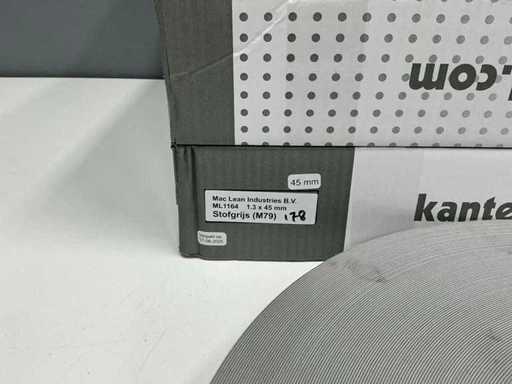 .com
45 mm
Mac Lean Industries B.V.
ML1164 1.3 x 45 mm
Stofgrijs (M79) 178
kante